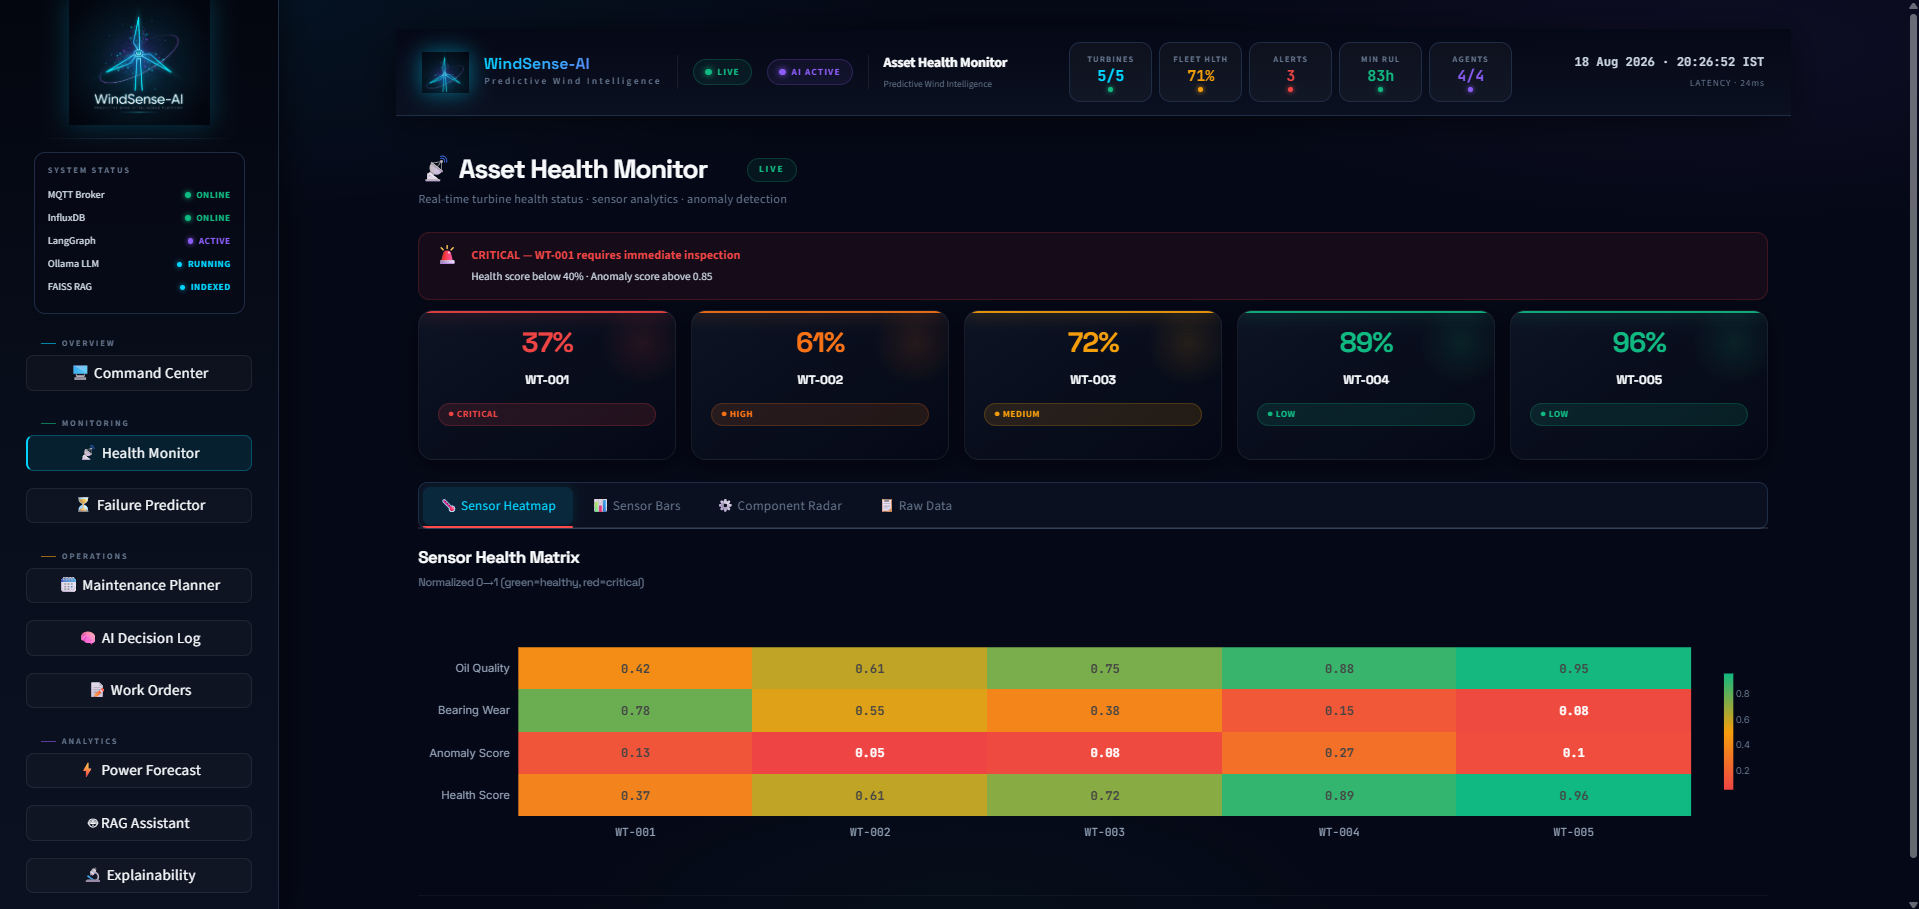 WindSense-AI
SYSTEM STATUS
MQTT Broker ONLINE
InfluxDB ONLINE
LangGraph ACTIVE
Ollama LLM RUNNING
FAISS RAG INDEXED
OVERVIEW
Command Center
MONITORING
Health Monitor
Failure Predictor
OPERATIONS
Maintenance Planner
AI Decision Log
Work Orders
ANALYTICS
Power Forecast
RAG Assistant
Explainability
WindSense-AI
Predictive Wind Intelligence
LIVE
AI ACTIVE
Asset Health Monitor
Predictive Wind Intelligence
TURBINES
5/5
FLEET HLTH
71%
ALERTS
3
MIN RUL
83h
AGENTS
4/4
18 Aug 2026 · 20:26:52 IST
LATENCY · 24ms
Asset Health Monitor LIVE
Real-time turbine health status · sensor analytics · anomaly detection
CRITICAL — WT-001 requires immediate inspection
Health score below 40% · Anomaly score above 0.85
37%
WT-001
CRITICAL
61%
WT-002
HIGH
72%
WT-003
MEDIUM
89%
WT-004
LOW
96%
WT-005
LOW
Sensor Heatmap Sensor Bars Component Radar Raw Data
Sensor Health Matrix
Normalized 0→1 (green=healthy, red=critical)
Oil Quality 0.42 0.61 0.75 0.88 0.95
Bearing Wear 0.78 0.55 0.38 0.15 0.08
Anomaly Score 0.13 0.05 0.08 0.27 0.1
Health Score 0.37 0.61 0.72 0.89 0.96
WT-001 WT-002 WT-003 WT-004 WT-005
0.8
0.6
0.4
0.2